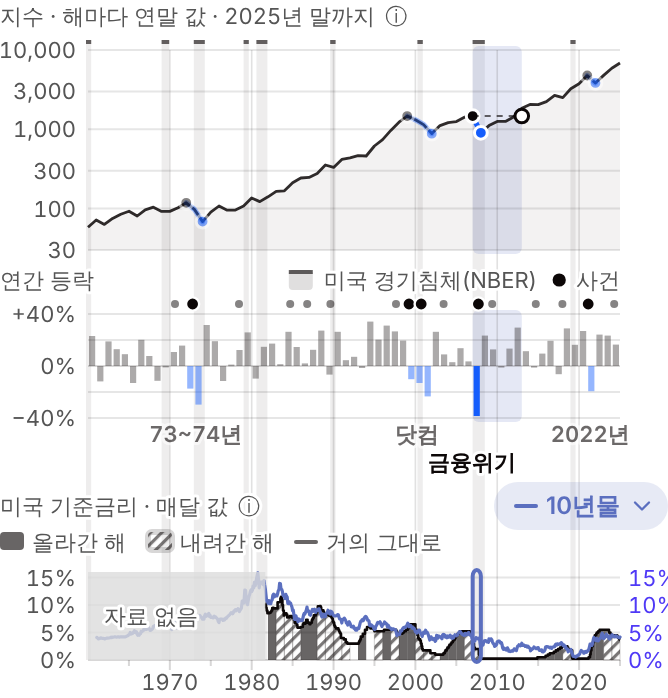 지수 · 해마다 연말 값 · 2025년 말까지 ⓘ
10,000
3,000
1,000
300
100
30
연간 등락 미국 경기침체(NBER) 사건
+40%
0%
−40%
73~74년 닷컴 2022년
금융위기
미국 기준금리 · 매달 값 ⓘ 10년물
올라간 해 내려간 해 거의 그대로
15% 15%
10% 10%
자료 없음
5% 5%
0% 0%
1970 1980 1990 2000 2010 2020